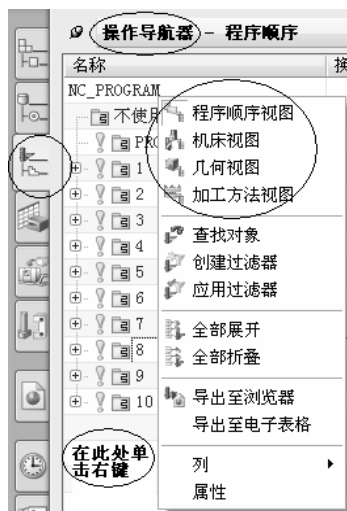 操作导航器 - 程序顺序
名称
换
NC_PROGRAM
不使用
PRO
1
2
3
4
5
6
7
8
9
10
程序顺序视图
机床视图
几何视图
加工方法视图
查找对象
创建过滤器
应用过滤器
全部展开
全部折叠
导出至浏览器
导出至电子表格
列
属性
在此处单
击右键